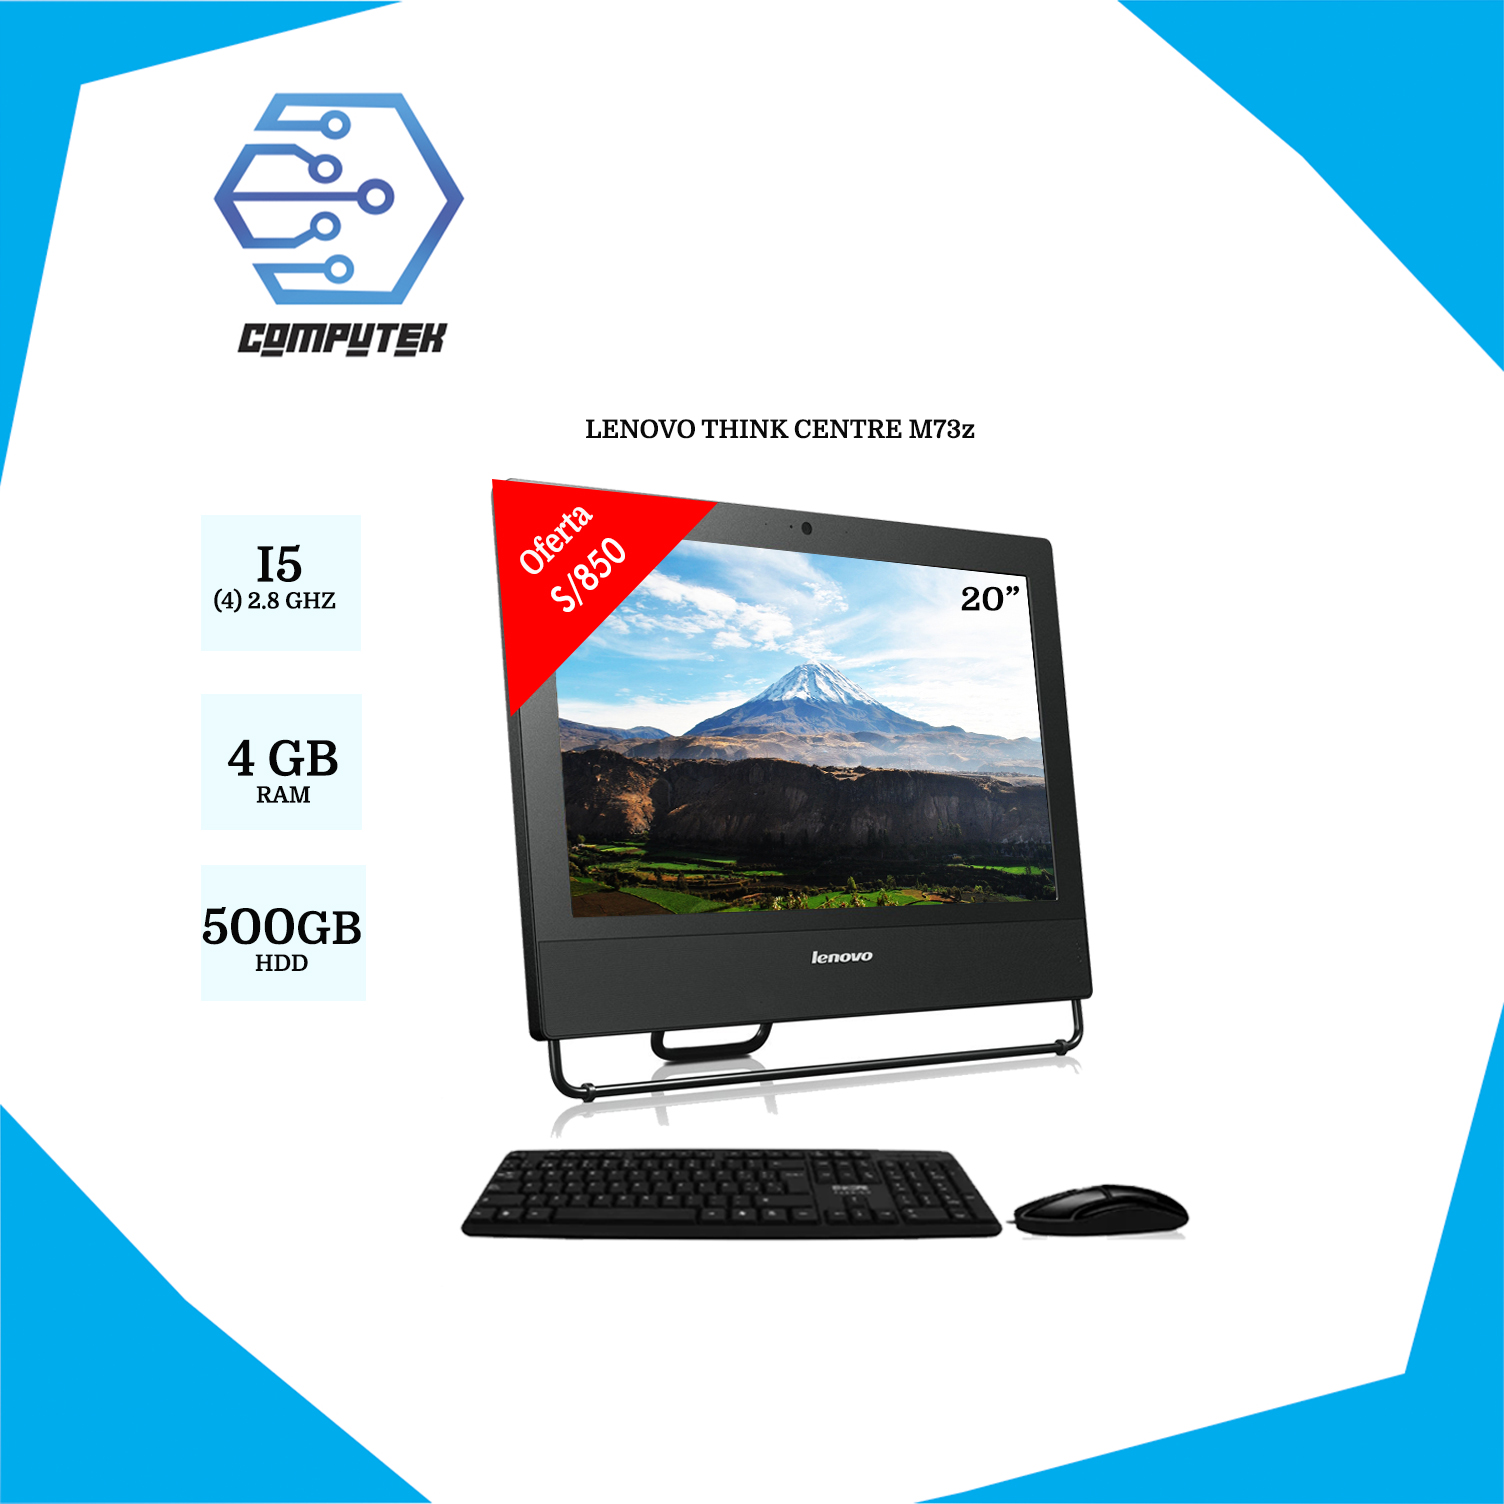 COMPUTEK
LENOVO THINK CENTRE M73z
Oferta
S/850
20”
I5
(4) 2.8 GHZ
4 GB
RAM
500GB
HDD
lenovo